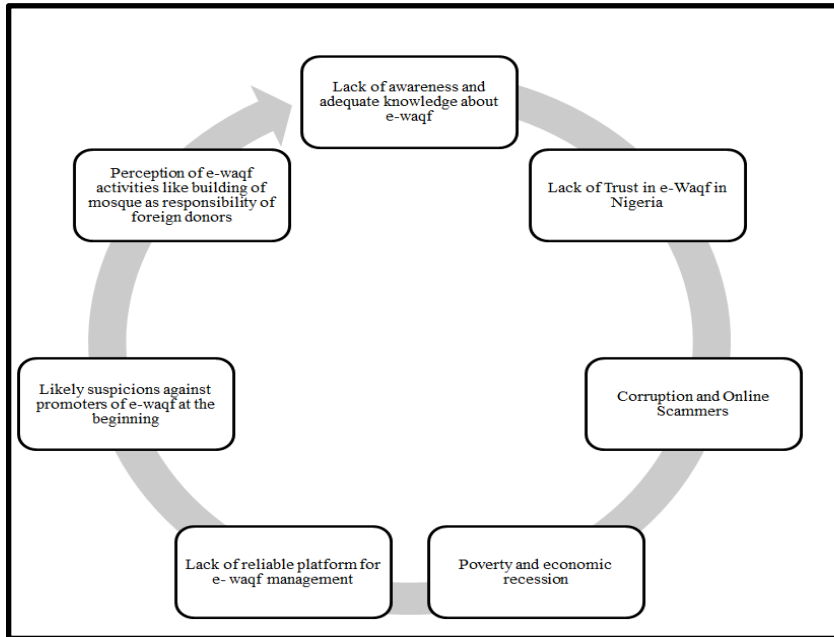 Lack of awareness and
adequate knowledge about
e-waqf
Lack of Trust in e-Waqf in
Nigeria
Corruption and Online
Scammers
Poverty and economic
recession
Lack of reliable platform for
e- waqf management
Likely suspicions against
promoters of e-waqf at the
beginning
Perception of e-waqf
activities like building of
mosque as responsibility of
foreign donors